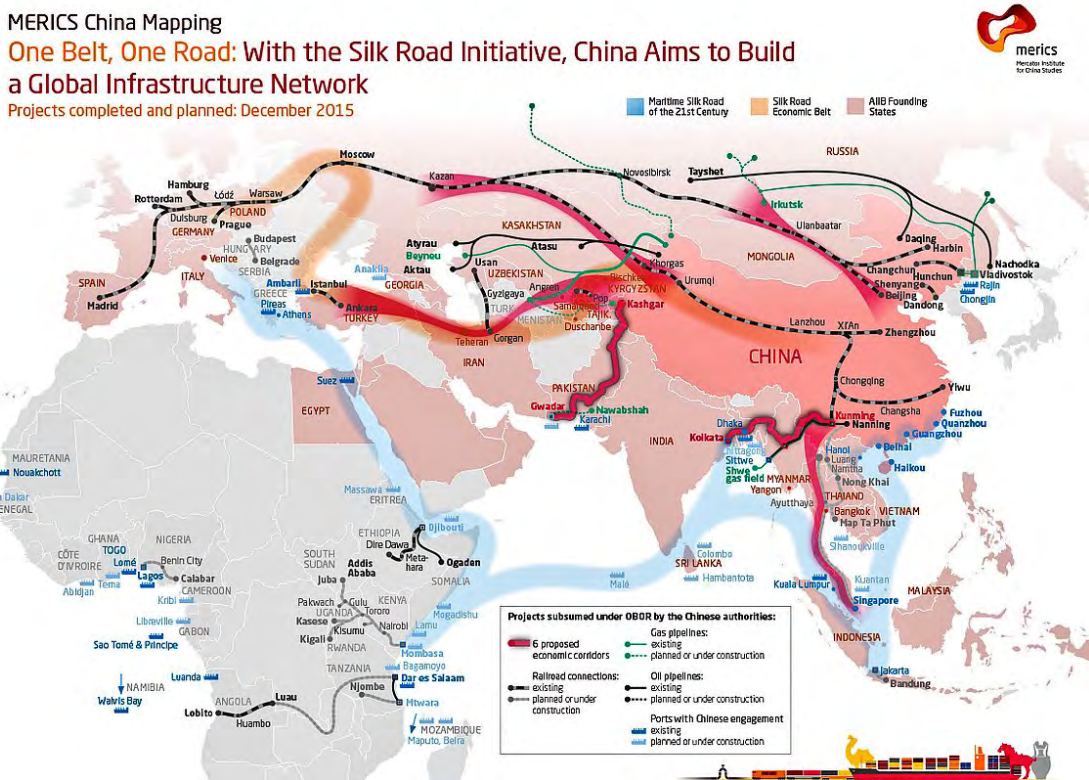 MERICS China Mapping
One Belt, One Road: With the Silk Road Initiative, China Aims to Build
a Global Infrastructure Network
Projects completed and planned: December 2015
merics
Mercator Institute
for China Studies
Maritime Silk Road
of the 21st Century
Silk Road
Economic Belt
AIIB Founding
States
RUSSIA
Moscow
Kazan
Novosibirsk
Tayshet
Irkutsk
Hamburg
Rotterdam
Łódź
Warsaw
Duisburg
POLAND
Prague
GERMANY
Ulanbaatar
KASAKHSTAN
Budapest
HUNGARY
Belgrade
SERBIA
Venice
ITALY
Atyrau
Beyneu
Atasu
Aktau
Usan
Khorgas
MONGOLIA
Daqing
Harbin
Nachodka
Changchun
Hunchun
Vladivostok
Shenyang
Rajin
Chongjin
Beijing
Dandong
SPAIN
Madrid
Anaklia
GEORGIA
Ambarli
Istanbul
GREECE
Pireas
Athens
Ankara
TURKEY
UZBEKISTAN
Bischkek
KYRGYZSTAN
Urumqi
Angren
Gyzlgaya
Pop
Kashgar
TURK
MENISTAN
TAJIK.
Duschanbe
Teheran
Gorgan
IRAN
Lanzhou
Xi'An
Zhengzhou
CHINA
Suez
EGYPT
PAKISTAN
Gwadar
Nawabshah
Karachi
INDIA
Chongqing
Yiwu
Changsha
Kunming
Nanning
Fuzhou
Quanzhou
Guangzhou
Beihai
Haikou
Dhaka
Kolkata
Chittagong
Sittwe
Shwe
gas field
MYANMAR
Yangon
Hanoi
Luang
Namtha
Nong Khai
THAILAND
Ayutthaya
Bangkok
VIETNAM
Map Ta Phut
Sihanoukville
MAURETANIA
Nouakchott
Dakar
Massawa
ERITREA
Djibouti
ETHIOPIA
Dire Dawa
Meta-
hara
Ogaden
Addis
Ababa
SOUTH
SUDAN
SOMALIA
GHANA
TOGO
NIGERIA
CÔTE
D'IVROIRE
Lomé
Benin City
Tema
Lagos
Calabar
Abidjan
CAMEROON
Kribi
Juba
Libreville
GABON
Sao Tomé & Principe
Pakwach
Gulu
KENYA
UGANDA
Tororo
Kasese
Kisumu
Nairobi
Lamu
Mogadishu
Kigali
RWANDA
Mombasa
TANZANIA
Bagamoyo
Dar es Salaam
Njombe
Mtwara
Luanda
NAMIBIA
Walvis Bay
ANGOLA
Luau
Lobito
Huambo
MOZAMBIQUE
Maputo, Beira
Malé
Colombo
SRI LANKA
Hambantota
Kuala Lumpur
Kuantan
MALAYSIA
Singapore
INDONESIA
Jakarta
Bandung
Projects subsumed under OBOR by the Chinese authorities:
6 proposed
economic corridors
Railroad connections:
existing
planned or under
construction
Gas pipelines:
existing
planned or under construction
Oil pipelines:
existing
planned or under construction
Ports with Chinese engagement
existing
planned or under construction